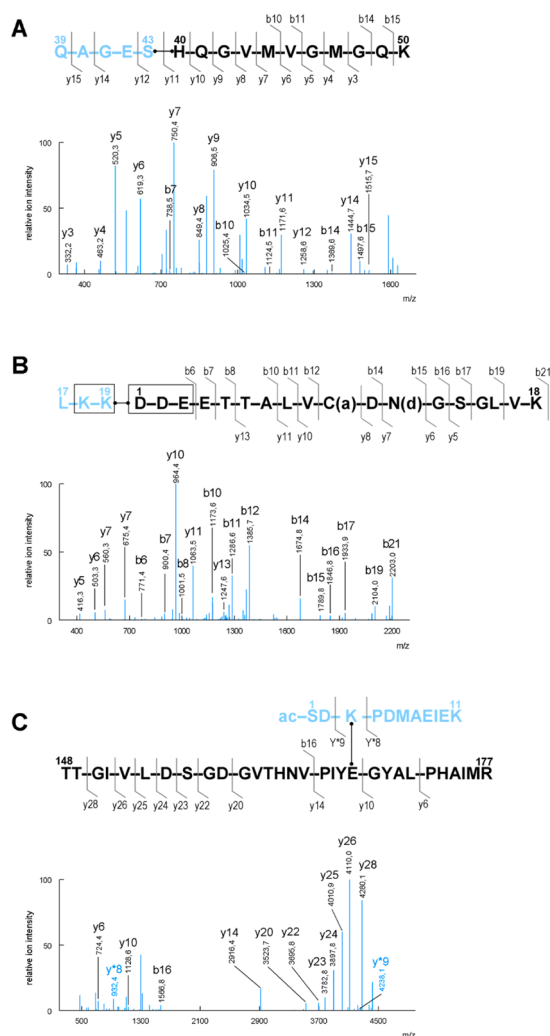 A
39 43 40 b10 b11 b14 b15 50
Q–A–G–E–S–H–Q–G–V–M–V–G–M–G–Q–K
y15 y14 y12 y11 y10 y9 y8 y7 y6 y5 y4 y3
relative ion intensity
100
50
0
y3 332,2
y4 463,2
y5 520,3
y6 619,3
b7 738,5
y7 750,4
y8 849,4
y9 906,5
b10 1025,4
y10 1034,5
b11 1124,5
y11 1171,6
y12 1258,6
b14 1369,6
y14 1444,7
b15 1497,6
y15 1515,7
400 700 1000 1300 1600
m/z
B
b6 b7 b8 b10 b11 b12 b14 b15 b16 b17 b19 b21
17 19 1 18
L–K–K–D–D–E–E–T–T–A–L–V–C(a)–D–N(d)–G–S–GL–V–K
y13 y11 y10 y8 y7 y6 y5
relative ion intensity
100
50
0
y5 416,3
y6 503,3
y7 560,3
y7 675,4
b6 771,4
b7 900,4
y10 964,4
b8 1001,5
y11 1063,5
b10 1173,6
y13 1247,6
b11 1286,6
b12 1385,7
b14 1674,8
b15 1789,8
b16 1846,8
b17 1933,9
b19 2104,0
b21 2203,0
400 700 1000 1300 1600 1900 2200
m/z
C
1 11
ac–SD–K–PDMAEIEK
Y*9 Y*8
148 b16 177
TT–GI–V–L–D–S–GD–GVTHNV–PIYE–GYAL–PHAIMR
y28 y26 y25 y24 y23 y22 y20 y14 y10 y6
relative ion intensity
100
50
0
y6 724,4
y*8 932,4
y10 1128,6
b16 1566,8
y14 2916,4
y20 3523,7
y22 3695,8
y23 3782,8
y24 3897,8
y25 4010,9
y26 4110,0
y28 4280,1
y*9 4238,1
500 1300 2100 2900 3700 4500
m/z